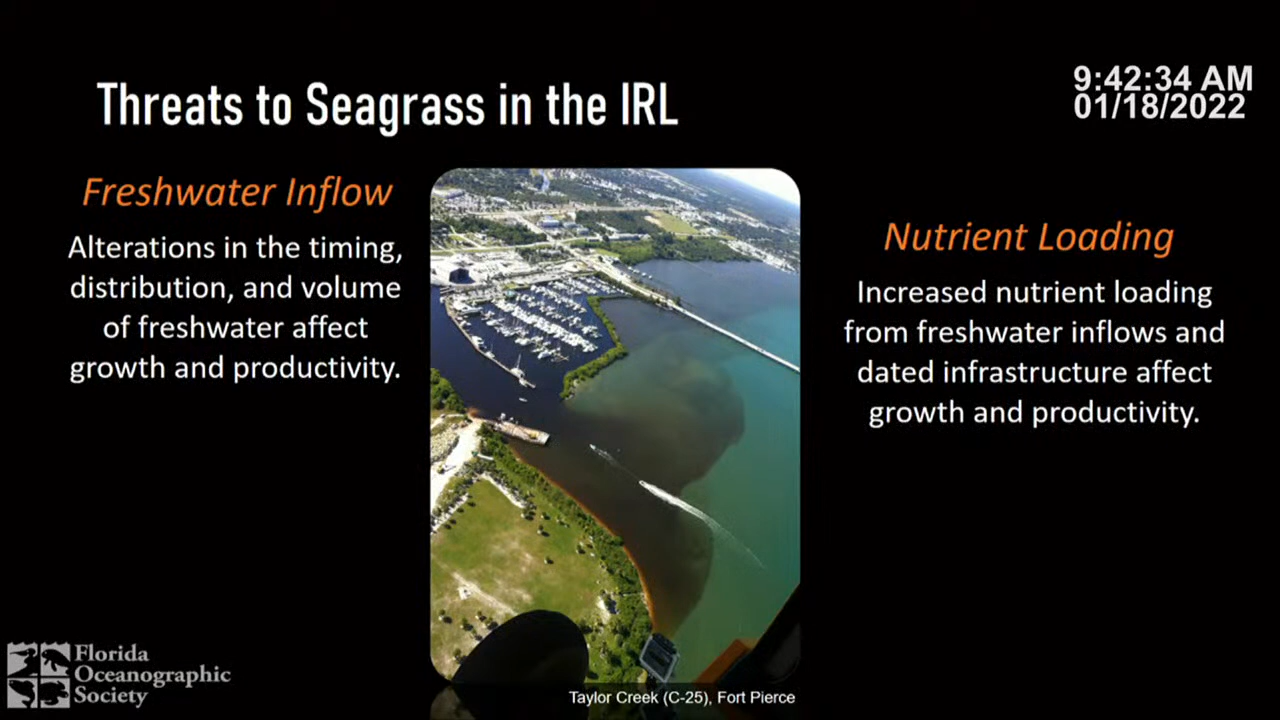 Threats to Seagrass in the IRL
9:42:34 AM
01/18/2022
Freshwater Inflow
Alterations in the timing,
distribution, and volume
of freshwater affect
growth and productivity.
Nutrient Loading
Increased nutrient loading
from freshwater inflows and
dated infrastructure affect
growth and productivity.
Florida
Oceanographic
Society
Taylor Creek (C-25), Fort Pierce